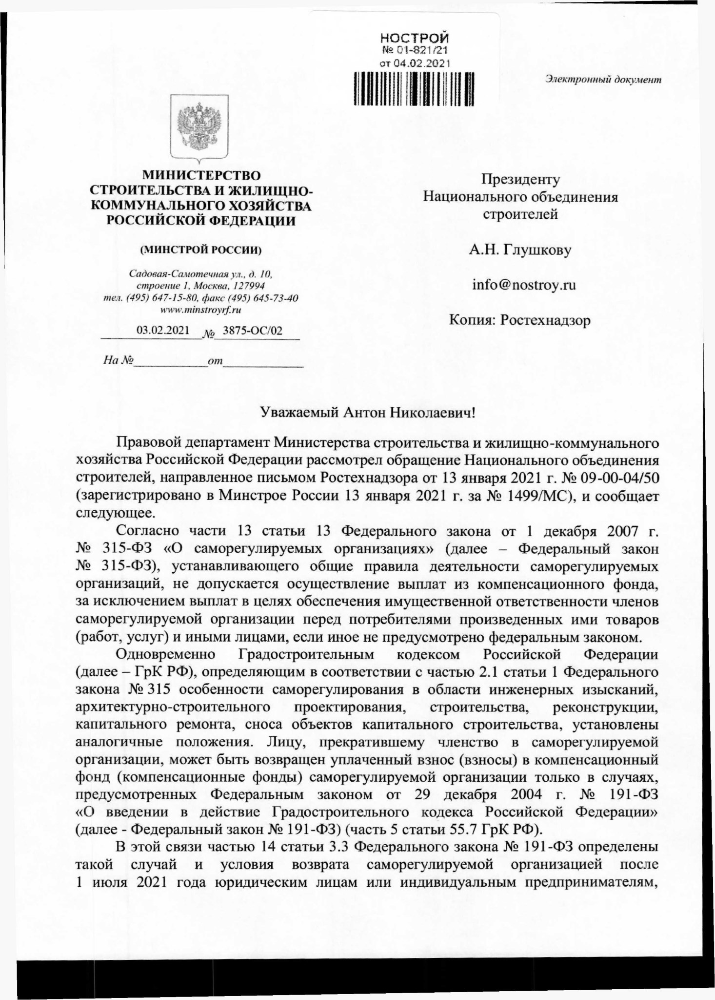 НОСТРОЙ
№ 01-821/21
от 04.02.2021
Электронный документ
МИНИСТЕРСТВО
СТРОИТЕЛЬСТВА И ЖИЛИЩНО-
КОММУНАЛЬНОГО ХОЗЯЙСТВА
РОССИЙСКОЙ ФЕДЕРАЦИИ
(МИНСТРОЙ РОССИИ)
Садовая-Самотечная ул., д. 10,
строение 1, Москва, 127994
тел. (495) 647-15-80, факс (495) 645-73-40
www.minstroyrf.ru
03.02.2021 № 3875-ОС/02
На № от
Президенту
Национального объединения
строителей
А.Н. Глушкову
info@nostroy.ru
Копия: Ростехнадзор
Уважаемый Антон Николаевич!
Правовой департамент Министерства строительства и жилищно-коммунального
хозяйства Российской Федерации рассмотрел обращение Национального объединения
строителей, направленное письмом Ростехнадзора от 13 января 2021 г. № 09-00-04/50
(зарегистрировано в Минстрое России 13 января 2021 г. за № 1499/МС), и сообщает
следующее.
Согласно части 13 статьи 13 Федерального закона от 1 декабря 2007 г.
№ 315-ФЗ «О саморегулируемых организациях» (далее – Федеральный закон
№ 315-ФЗ), устанавливающего общие правила деятельности саморегулируемых
организаций, не допускается осуществление выплат из компенсационного фонда,
за исключением выплат в целях обеспечения имущественной ответственности членов
саморегулируемой организации перед потребителями произведенных ими товаров
(работ, услуг) и иными лицами, если иное не предусмотрено федеральным законом.
Одновременно Градостроительным кодексом Российской Федерации
(далее – ГрК РФ), определяющим в соответствии с частью 2.1 статьи 1 Федерального
закона № 315 особенности саморегулирования в области инженерных изысканий,
архитектурно-строительного проектирования, строительства, реконструкции,
капитального ремонта, сноса объектов капитального строительства, установлены
аналогичные положения. Лицу, прекратившему членство в саморегулируемой
организации, может быть возвращен уплаченный взнос (взносы) в компенсационный
фонд (компенсационные фонды) саморегулируемой организации только в случаях,
предусмотренных Федеральным законом от 29 декабря 2004 г. № 191-ФЗ
«О введении в действие Градостроительного кодекса Российской Федерации»
(далее - Федеральный закон № 191-ФЗ) (часть 5 статьи 55.7 ГрК РФ).
В этой связи частью 14 статьи 3.3 Федерального закона № 191-ФЗ определены
такой случай и условия возврата саморегулируемой организацией после
1 июля 2021 года юридическим лицам или индивидуальным предпринимателям,